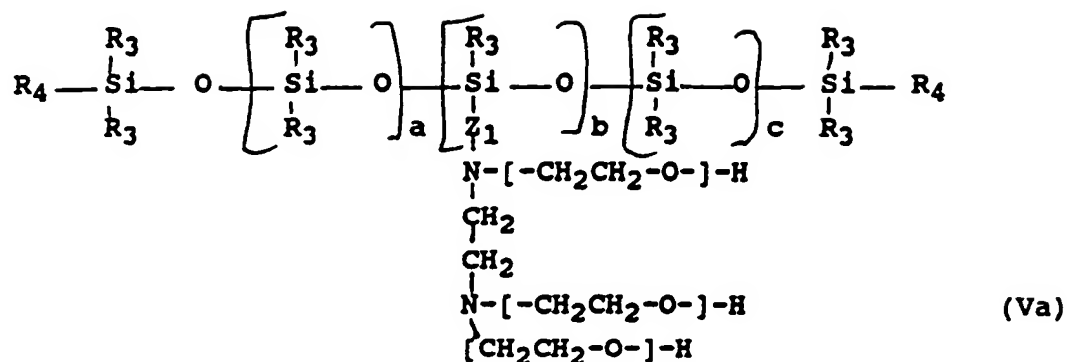 R3 R3 R3 R3 R3
R4—Si—O—[Si—O]a—[Si—O]b—[Si—O]c—Si—R4
R3 R3 Z1 R3 R3
N-[-CH2CH2-O-]-H
CH2
CH2
N-[-CH2CH2-O-]-H (Va)
[CH2CH2-O-]-H